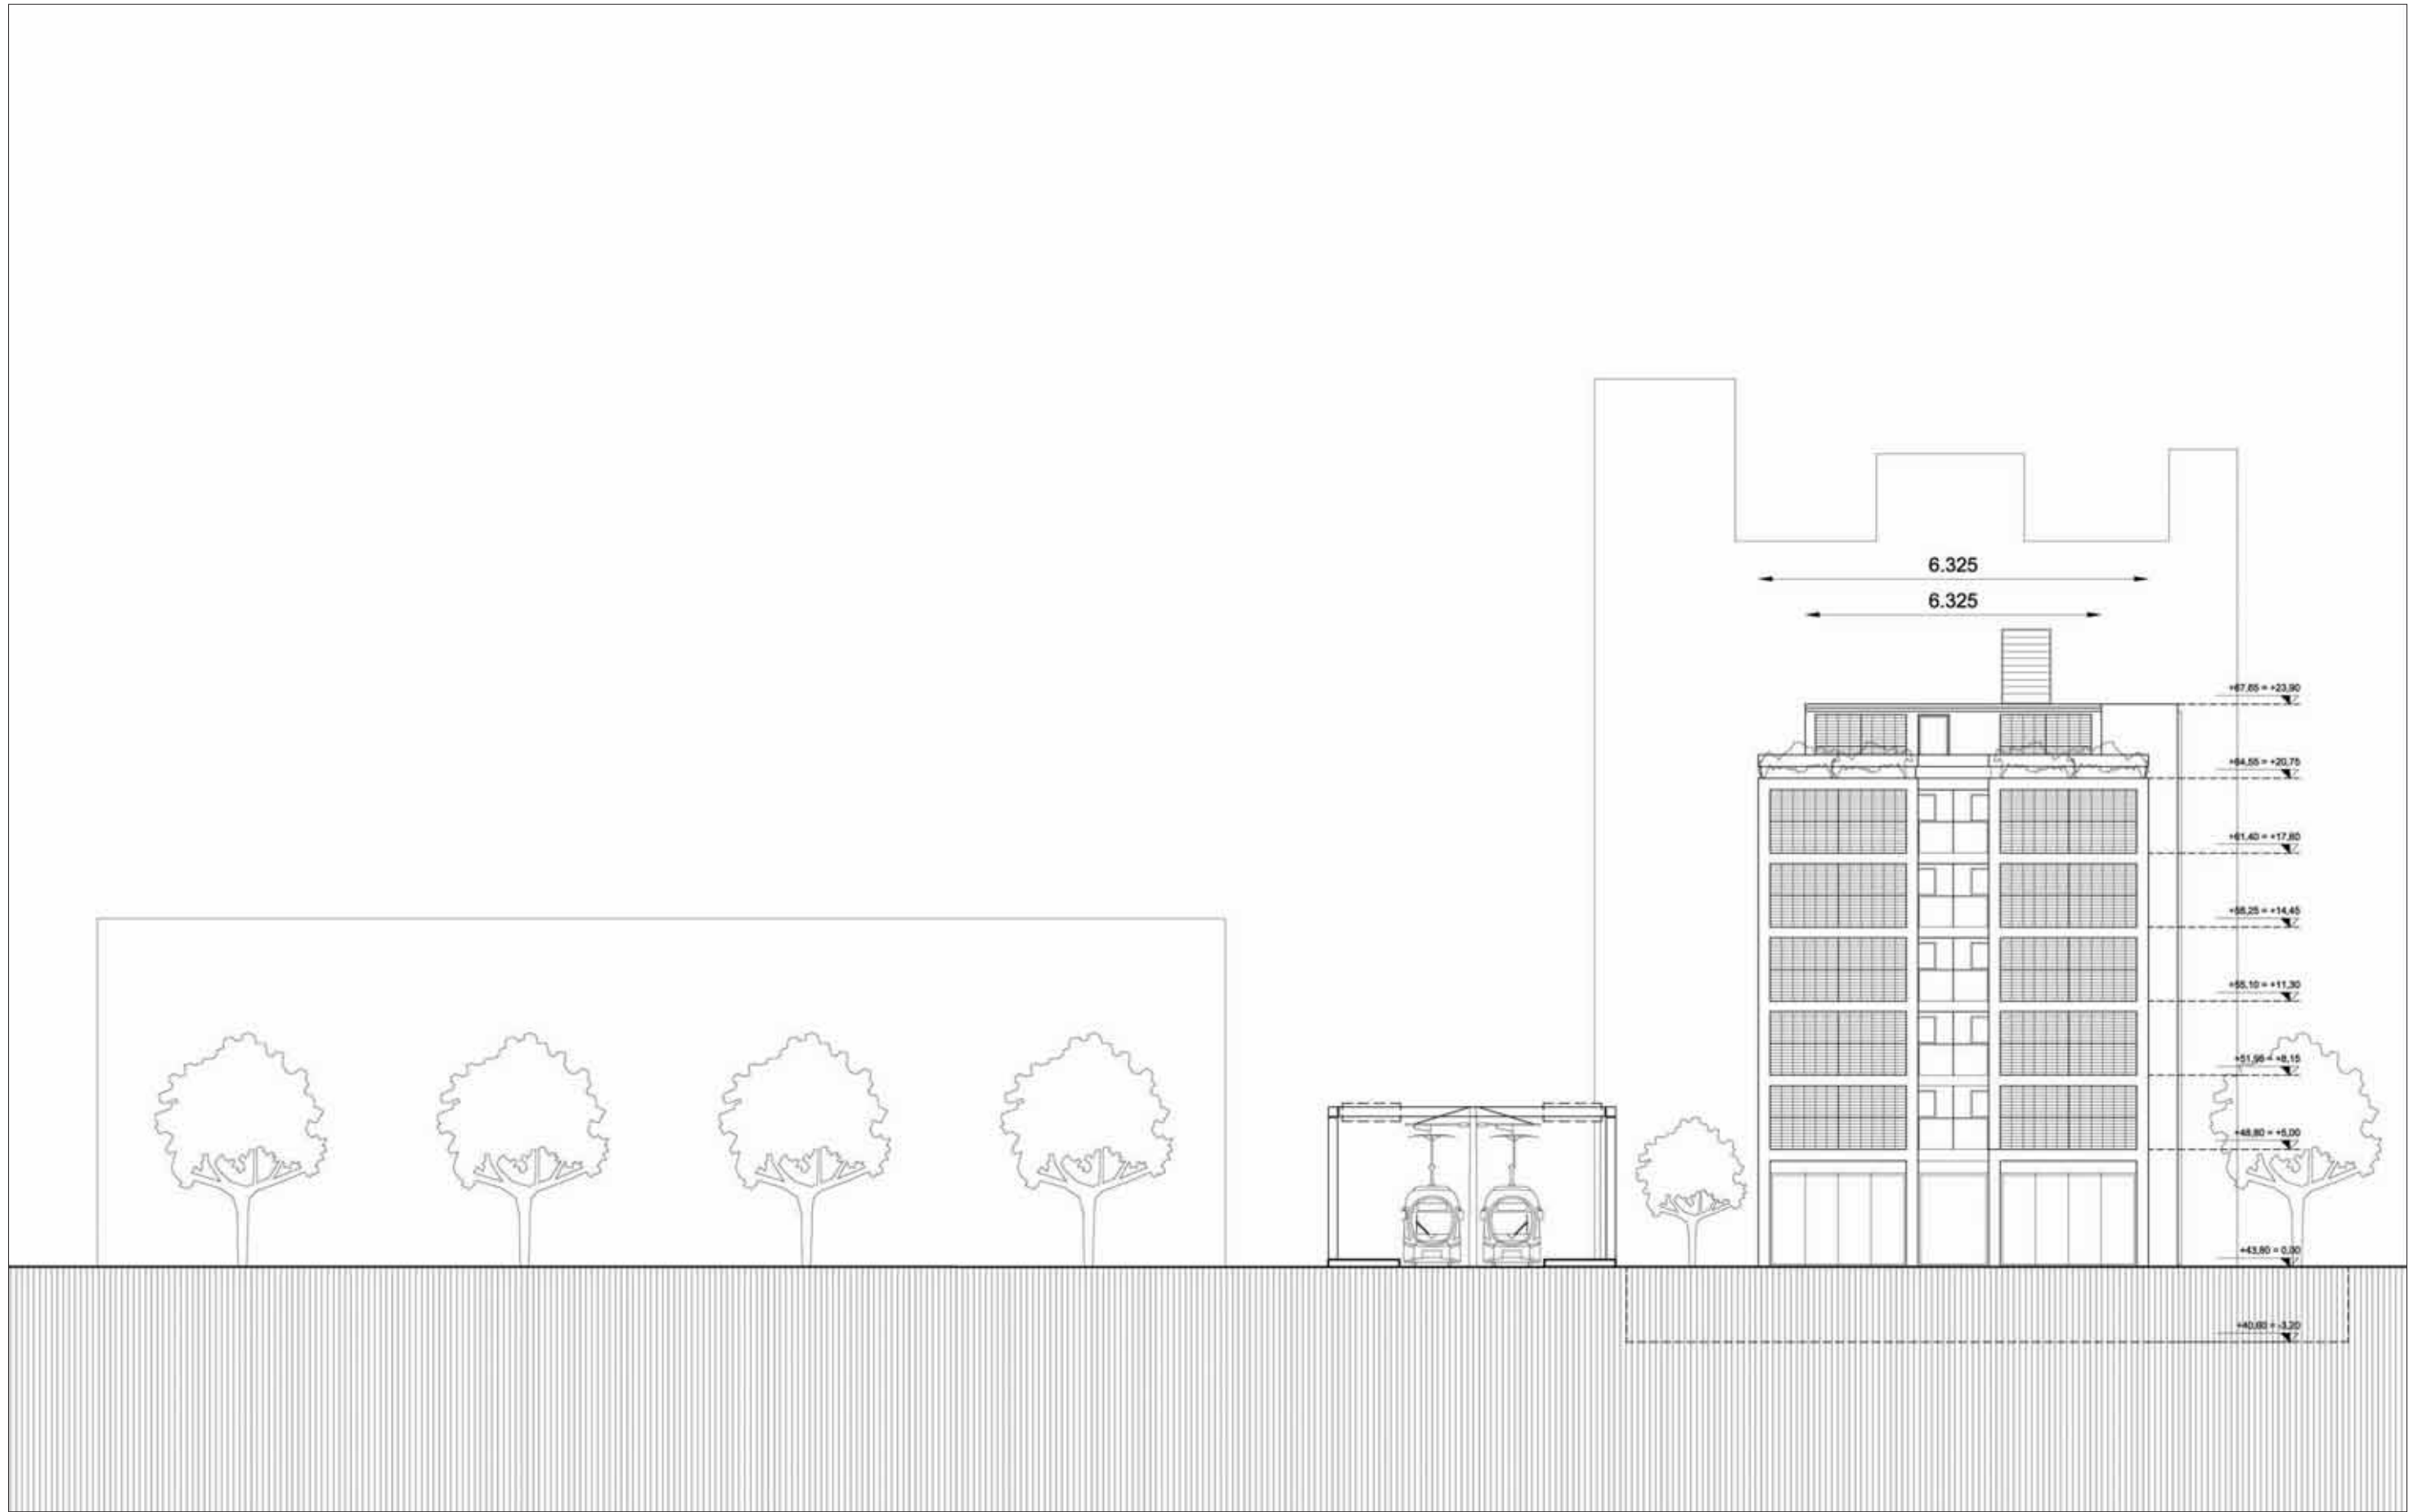 6.325
6.325
+67,65 = +23,90
+64,55 = +20,75
+61,40 = +17,60
+58,25 = +14,45
+55,10 = +11,30
+51,95 = +8,15
+48,80 = +5,00
+43,80 = 0,00
+40,60 = -3,20